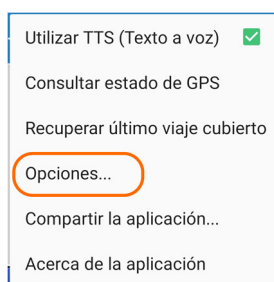 Utilizar TTS (Texto a voz)
Consultar estado de GPS
Recuperar último viaje cubierto
Opciones...
Compartir la aplicación...
Acerca de la aplicación